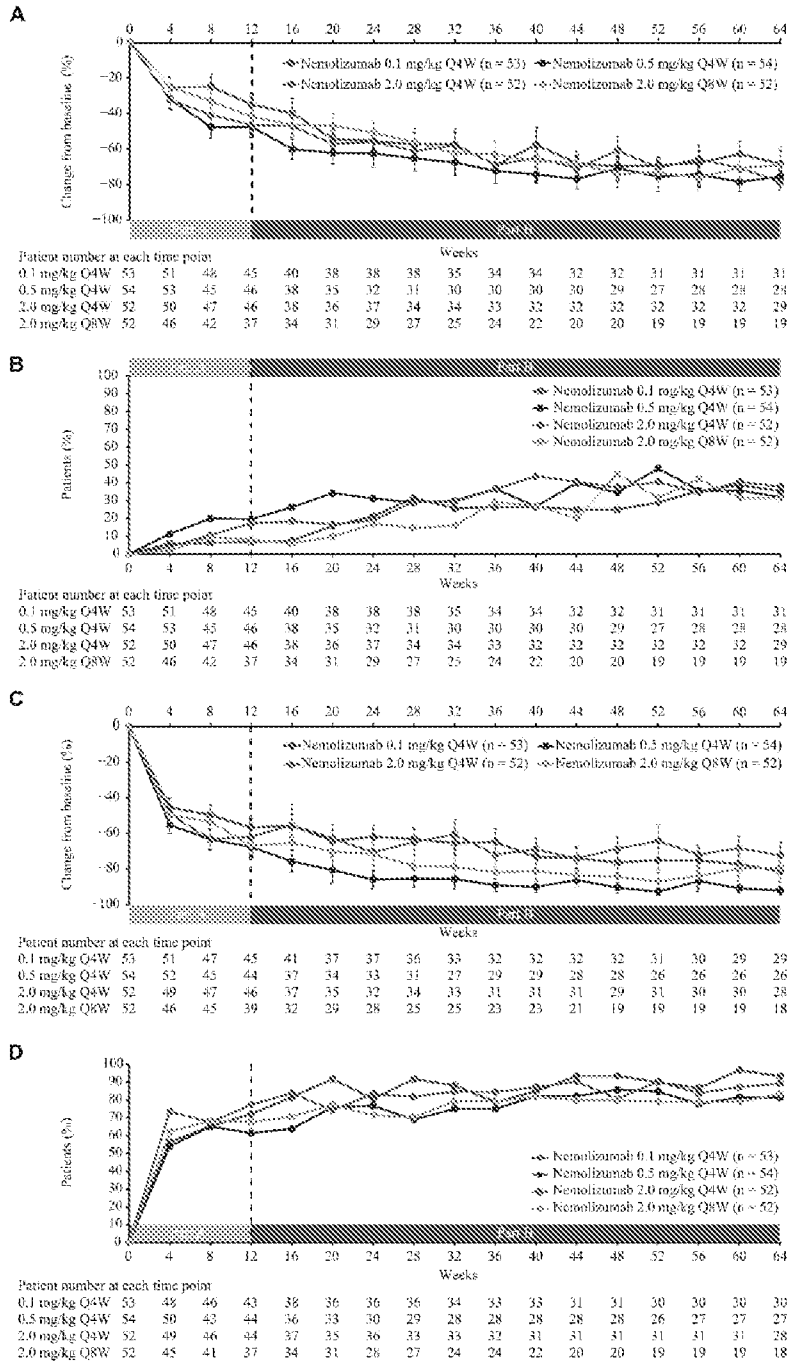 A
0 4 8 12 16 20 24 28 32 36 40 44 48 52 56 60 64
0
−20
−40
−60
−80
−100
Change from baseline (%)
Nemolizumab 0.1 mg/kg Q4W (n = 53) Nemolizumab 0.5 mg/kg Q4W (n = 54)
Nemolizumab 2.0 mg/kg Q4W (n = 52) Nemolizumab 2.0 mg/kg Q8W (n = 52)
Part II
Weeks
Patient number at each time point
0.1 mg/kg Q4W 53 51 48 45 40 38 38 38 35 34 34 32 32 31 31 31 31
0.5 mg/kg Q4W 54 53 45 46 38 35 32 31 30 30 30 30 29 27 28 28 28
2.0 mg/kg Q4W 52 50 47 46 38 36 37 34 34 33 32 32 32 32 32 32 29
2.0 mg/kg Q8W 52 46 42 37 34 31 29 27 25 24 22 20 20 19 19 19 19
B
Part II
100
90
80
70
60
50
40
30
20
10
0
Patients (%)
Nemolizumab 0.1 mg/kg Q4W (n = 53)
Nemolizumab 0.5 mg/kg Q4W (n = 54)
Nemolizumab 2.0 mg/kg Q4W (n = 52)
Nemolizumab 2.0 mg/kg Q8W (n = 52)
0 4 8 12 16 20 24 28 32 36 40 44 48 52 56 60 64
Weeks
Patient number at each time point
0.1 mg/kg Q4W 53 51 48 45 40 38 38 38 35 34 34 32 32 31 31 31 31
0.5 mg/kg Q4W 54 53 45 46 38 35 32 31 30 30 30 30 29 27 28 28 28
2.0 mg/kg Q4W 52 50 47 46 38 36 37 34 34 33 32 32 32 32 32 32 29
2.0 mg/kg Q8W 52 46 42 37 34 31 29 27 25 24 22 20 20 19 19 19 19
C
0 4 8 12 16 20 24 28 32 36 40 44 48 52 56 60 64
0
−20
−40
−60
−80
−100
Change from baseline (%)
Nemolizumab 0.1 mg/kg Q4W (n = 53) Nemolizumab 0.5 mg/kg Q4W (n = 54)
Nemolizumab 2.0 mg/kg Q4W (n = 52) Nemolizumab 2.0 mg/kg Q8W (n = 52)
Part II
Weeks
Patient number at each time point
0.1 mg/kg Q4W 53 51 47 45 41 37 37 36 33 32 32 32 32 31 30 29 29
0.5 mg/kg Q4W 54 52 45 44 37 34 33 31 27 29 29 28 28 26 26 26 26
2.0 mg/kg Q4W 52 49 47 46 37 35 32 34 33 31 31 31 29 31 30 30 28
2.0 mg/kg Q8W 52 46 45 39 32 29 28 25 25 23 23 21 19 19 19 19 18
D
100
90
80
70
60
50
40
30
20
10
0
Patients (%)
Nemolizumab 0.1 mg/kg Q4W (n = 53)
Nemolizumab 0.5 mg/kg Q4W (n = 54)
Nemolizumab 2.0 mg/kg Q4W (n = 52)
Nemolizumab 2.0 mg/kg Q8W (n = 52)
Part II
0 4 8 12 16 20 24 28 32 36 40 44 48 52 56 60 64
Weeks
Patient number at each time point
0.1 mg/kg Q4W 53 48 46 43 38 36 36 36 34 33 33 31 31 30 30 30 30
0.5 mg/kg Q4W 54 50 43 44 36 33 30 29 28 28 28 28 28 26 27 27 27
2.0 mg/kg Q4W 52 49 46 44 37 35 36 33 33 32 31 31 31 31 31 31 28
2.0 mg/kg Q8W 52 45 41 37 34 31 28 27 24 24 22 20 20 19 19 19 18